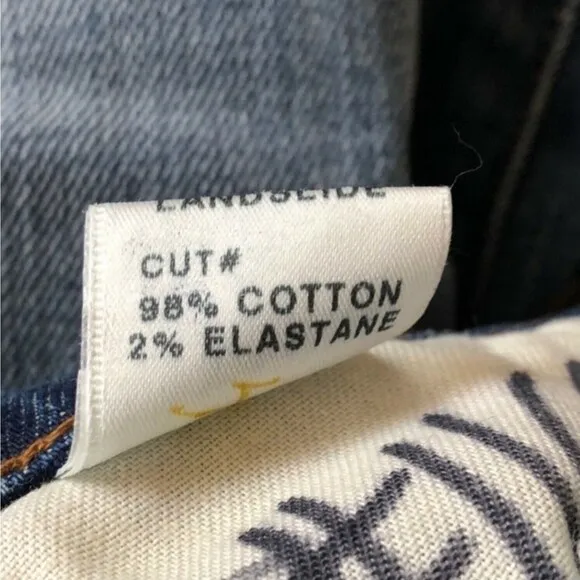 LANDSLIDE
CUT#
98% COTTON
2% ELASTANE